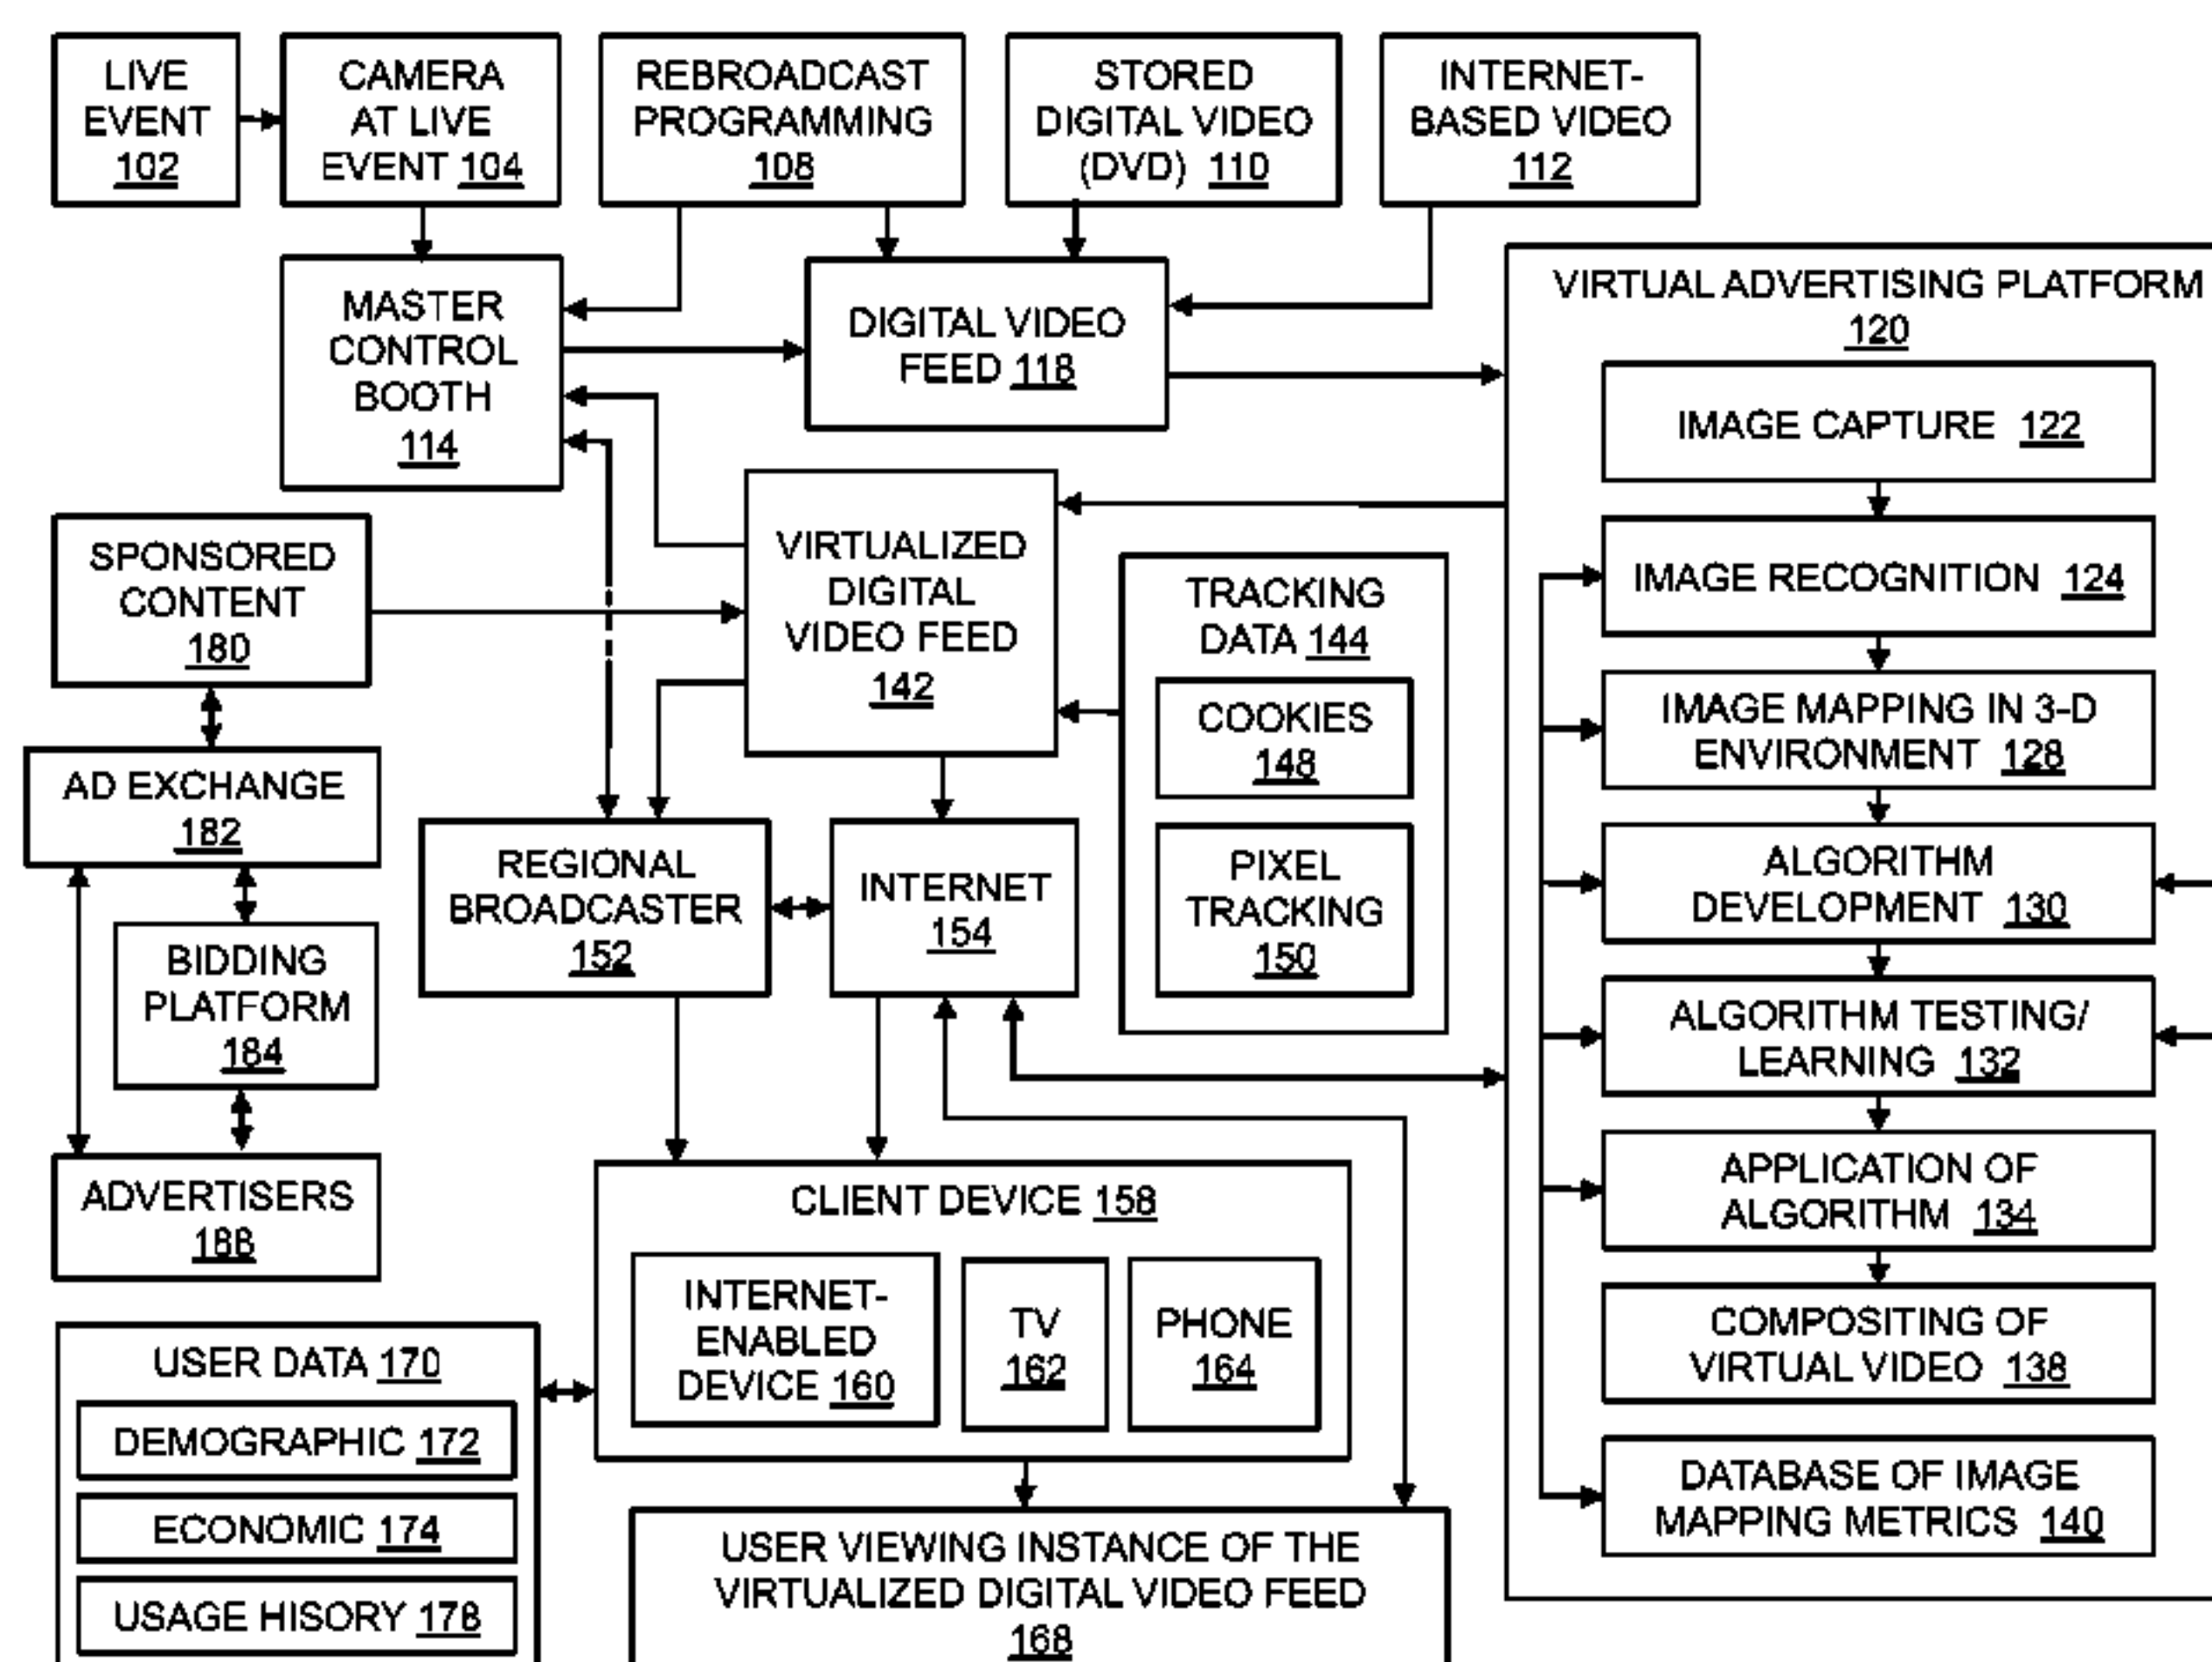 LIVE
EVENT
102
CAMERA
AT LIVE
EVENT 104
REBROADCAST
PROGRAMMING
108
STORED
DIGITAL VIDEO
(DVD) 110
INTERNET-
BASED VIDEO
112
MASTER
CONTROL
BOOTH
114
DIGITAL VIDEO
FEED 118
VIRTUAL ADVERTISING PLATFORM
120
IMAGE CAPTURE 122
IMAGE RECOGNITION 124
IMAGE MAPPING IN 3-D
ENVIRONMENT 128
ALGORITHM
DEVELOPMENT 130
ALGORITHM TESTING/
LEARNING 132
APPLICATION OF
ALGORITHM 134
COMPOSITING OF
VIRTUAL VIDEO 138
DATABASE OF IMAGE
MAPPING METRICS 140
SPONSORED
CONTENT
180
VIRTUALIZED
DIGITAL
VIDEO FEED
142
TRACKING
DATA 144
COOKIES
148
PIXEL
TRACKING
150
AD EXCHANGE
182
REGIONAL
BROADCASTER
152
INTERNET
154
BIDDING
PLATFORM
184
ADVERTISERS
188
CLIENT DEVICE 158
INTERNET-
ENABLED
DEVICE 160
TV
162
PHONE
164
USER DATA 170
DEMOGRAPHIC 172
ECONOMIC 174
USAGE HISORY 178
USER VIEWING INSTANCE OF THE
VIRTUALIZED DIGITAL VIDEO FEED
168